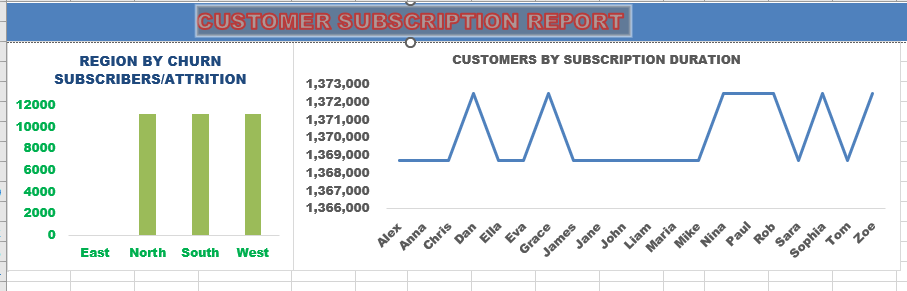 CUSTOMER SUBSCRIPTION REPORT
REGION BY CHURN
SUBSCRIBERS/ATTRITION
12000
10000
8000
6000
4000
2000
0
East North South West
CUSTOMERS BY SUBSCRIPTION DURATION
1,373,000
1,372,000
1,371,000
1,370,000
1,369,000
1,368,000
1,367,000
1,366,000
Alex Anna Chris Dan Ella Eva Grace James Jane John Liam Maria Mike Nina Paul Rob Sara Sophia Tom Zoe